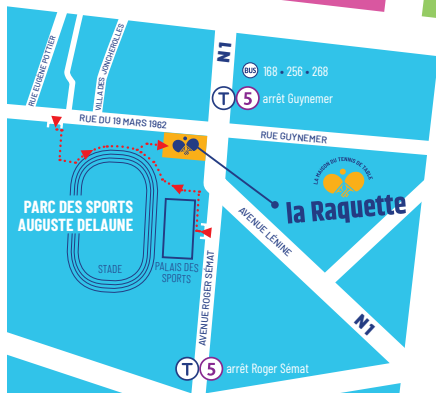 N1
RUE EUGÈNE POTTIER
VILLA DES JONCHEROLLES
BUS 168 • 256 • 268
T 5 arrêt Guynemer
RUE DU 19 MARS 1962
RUE GUYNEMER
LA MAISON DU TENNIS DE TABLE
la Raquette
PARC DES SPORTS
AUGUSTE DELAUNE
AVENUE LÉNINE
STADE
PALAIS DES
SPORTS
AVENUE ROGER SÉMAT
N1
T 5 arrêt Roger Sémat